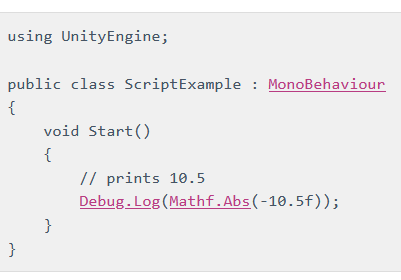 using UnityEngine;

public class ScriptExample : MonoBehaviour
{
    void Start()
    {
        // prints 10.5
        Debug.Log(Mathf.Abs(-10.5f));
    }
}